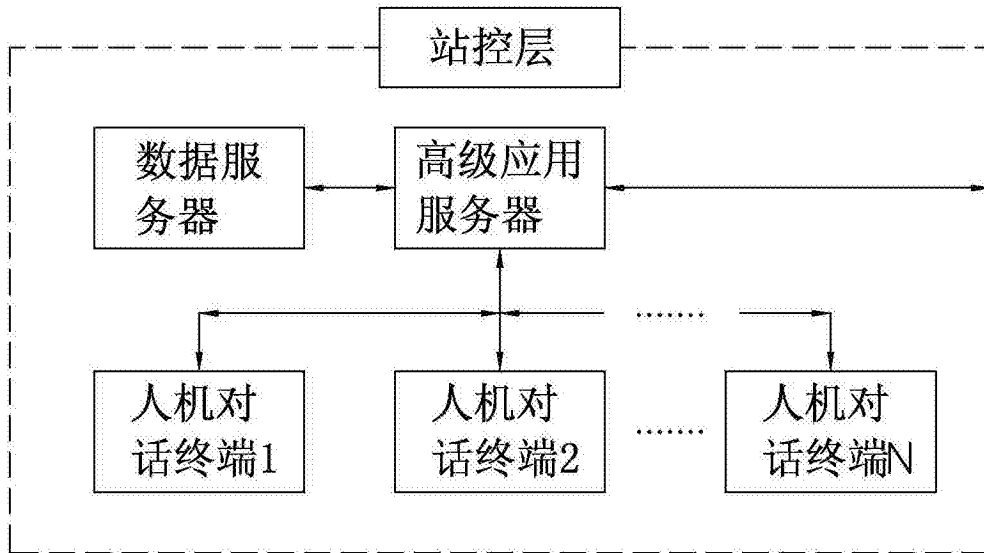 站控层
数据服
务器
高级应用
服务器
.......
人机对
话终端1
人机对
话终端2
.......
人机对
话终端N